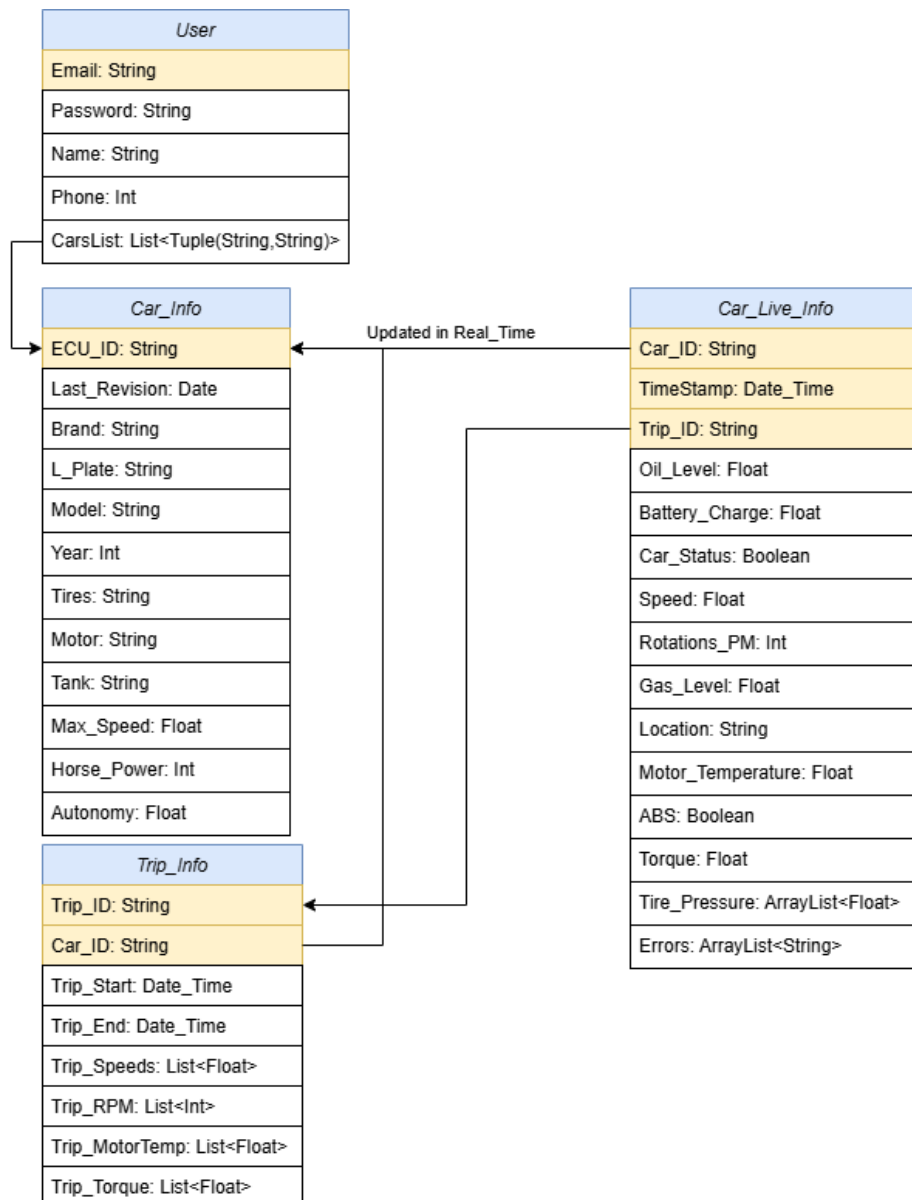 User
Email: String
Password: String
Name: String
Phone: Int
CarsList: List<Tuple(String,String)>
Car_Info
ECU_ID: String
Last_Revision: Date
Brand: String
L_Plate: String
Model: String
Year: Int
Tires: String
Motor: String
Tank: String
Max_Speed: Float
Horse_Power: Int
Autonomy: Float
Updated in Real_Time
Car_Live_Info
Car_ID: String
TimeStamp: Date_Time
Trip_ID: String
Oil_Level: Float
Battery_Charge: Float
Car_Status: Boolean
Speed: Float
Rotations_PM: Int
Gas_Level: Float
Location: String
Motor_Temperature: Float
ABS: Boolean
Torque: Float
Tire_Pressure: ArrayList<Float>
Errors: ArrayList<String>
Trip_Info
Trip_ID: String
Car_ID: String
Trip_Start: Date_Time
Trip_End: Date_Time
Trip_Speeds: List<Float>
Trip_RPM: List<Int>
Trip_MotorTemp: List<Float>
Trip_Torque: List<Float>